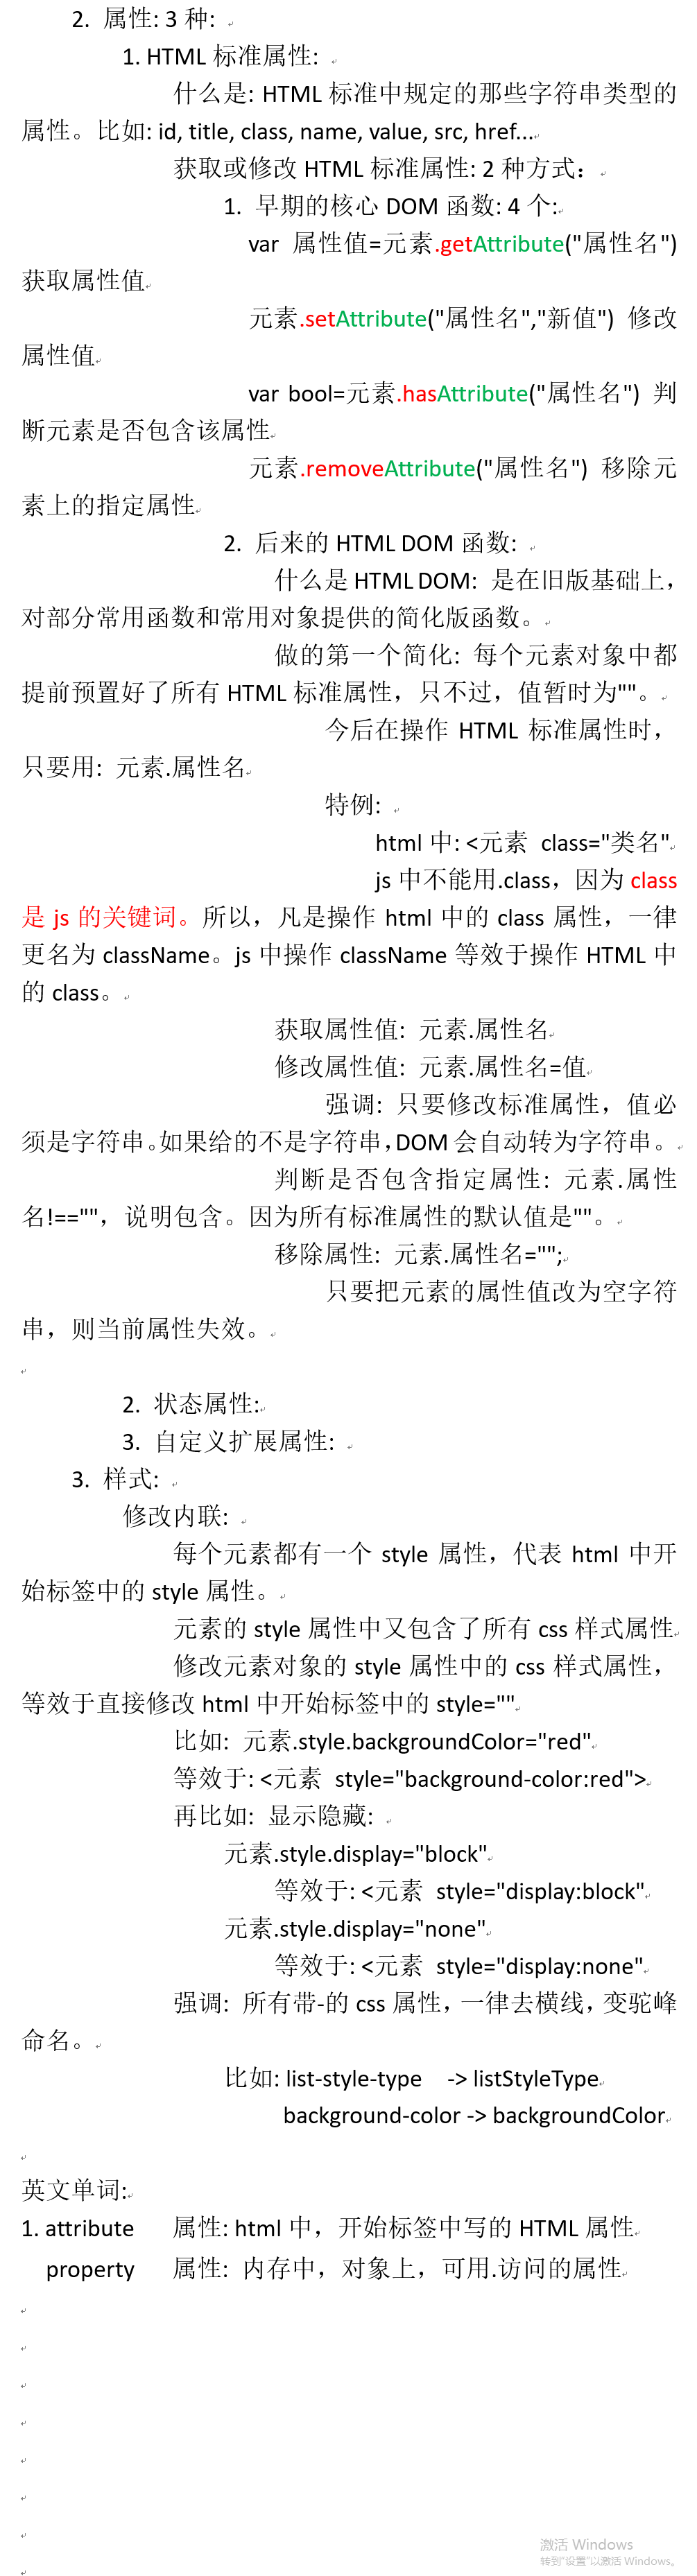 2. 属性: 3 种:
1. HTML 标准属性:
什么是: HTML 标准中规定的那些字符串类型的
属性。比如: id, title, class, name, value, src, href...
获取或修改 HTML 标准属性: 2 种方式：
1. 早期的核心 DOM 函数: 4 个:
var 属性值=元素.getAttribute("属性名")
获取属性值
元素.setAttribute("属性名","新值") 修改
属性值
var bool=元素.hasAttribute("属性名") 判
断元素是否包含该属性
元素.removeAttribute("属性名") 移除元
素上的指定属性
2. 后来的 HTML DOM 函数:
什么是 HTML DOM: 是在旧版基础上，
对部分常用函数和常用对象提供的简化版函数。
做的第一个简化: 每个元素对象中都
提前预置好了所有 HTML 标准属性，只不过，值暂时为""。
今后在操作 HTML 标准属性时，
只要用: 元素.属性名
特例:
html 中: <元素 class="类名"
js 中不能用.class，因为 class
是 js 的关键词。所以，凡是操作 html 中的 class 属性，一律
更名为 className。js 中操作 className 等效于操作 HTML 中
的 class。
获取属性值: 元素.属性名
修改属性值: 元素.属性名=值
强调: 只要修改标准属性，值必
须是字符串。如果给的不是字符串，DOM 会自动转为字符串。
判断是否包含指定属性: 元素.属性
名!==""，说明包含。因为所有标准属性的默认值是""。
移除属性: 元素.属性名="";
只要把元素的属性值改为空字符
串，则当前属性失效。
2. 状态属性:
3. 自定义扩展属性:
3. 样式:
修改内联:
每个元素都有一个 style 属性，代表 html 中开
始标签中的 style 属性。
元素的 style 属性中又包含了所有 css 样式属性
修改元素对象的 style 属性中的 css 样式属性，
等效于直接修改 html 中开始标签中的 style=""
比如: 元素.style.backgroundColor="red"
等效于: <元素 style="background-color:red">
再比如: 显示隐藏:
元素.style.display="block"
等效于: <元素 style="display:block"
元素.style.display="none"
等效于: <元素 style="display:none"
强调: 所有带-的 css 属性，一律去横线，变驼峰
命名。
比如: list-style-type -> listStyleType
background-color -> backgroundColor
英文单词:
1. attribute 属性: html 中，开始标签中写的 HTML 属性
property 属性: 内存中，对象上，可用.访问的属性
激活 Windows
转到"设置"以激活 Windows。